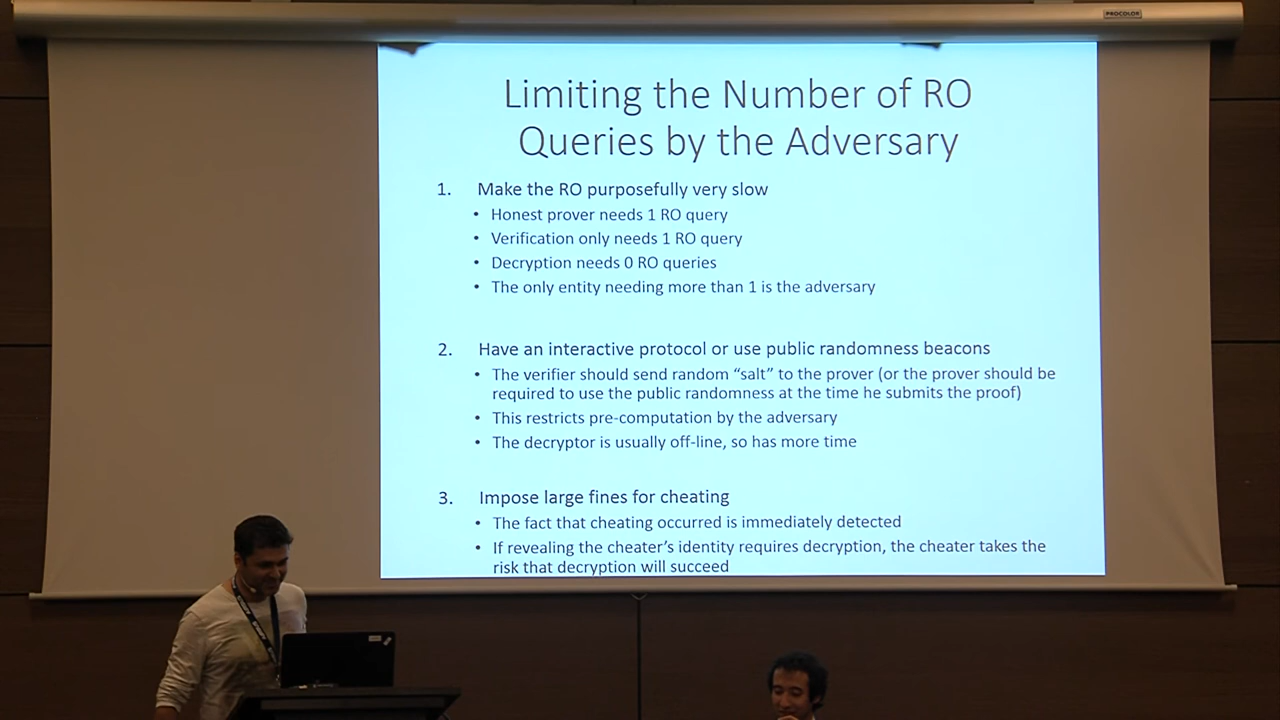 PROCOLOR
Limiting the Number of RO
Queries by the Adversary
1. Make the RO purposefully very slow
• Honest prover needs 1 RO query
• Verification only needs 1 RO query
• Decryption needs 0 RO queries
• The only entity needing more than 1 is the adversary
2. Have an interactive protocol or use public randomness beacons
• The verifier should send random “salt” to the prover (or the prover should be
required to use the public randomness at the time he submits the proof)
• This restricts pre-computation by the adversary
• The decryptor is usually off-line, so has more time
3. Impose large fines for cheating
• The fact that cheating occurred is immediately detected
• If revealing the cheater’s identity requires decryption, the cheater takes the
risk that decryption will succeed